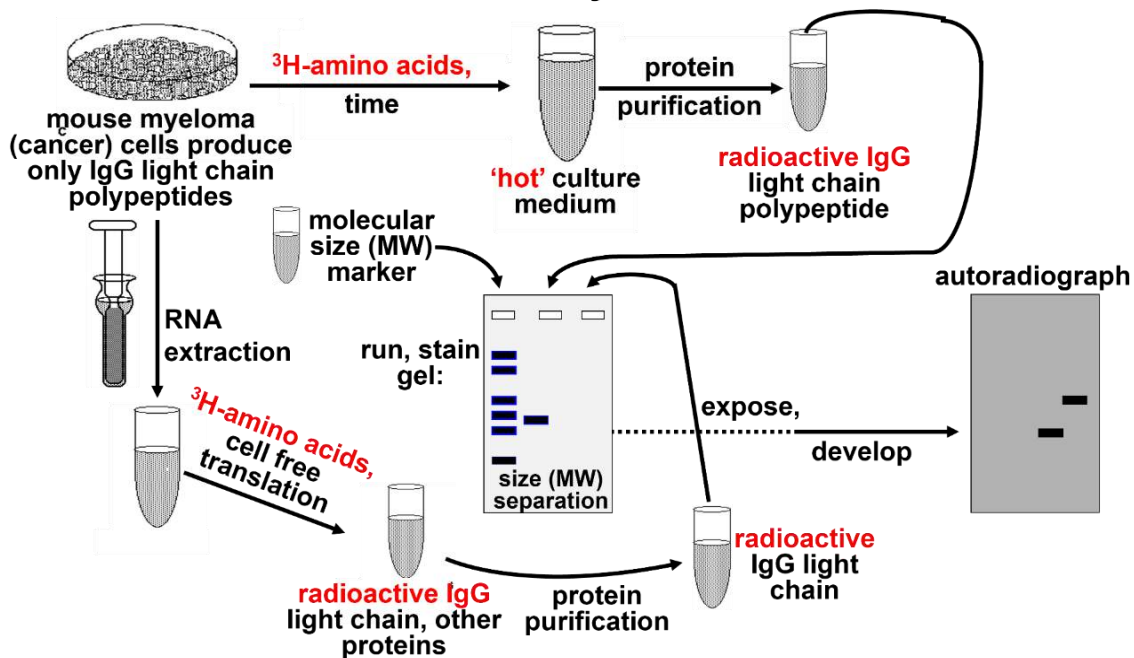 ³H-amino acids,
time
protein
purification
mouse myeloma
(cancer) cells produce
c
only IgG light chain
polypeptides
'hot' culture
medium
radioactive IgG
light chain
polypeptide
molecular
size (MW)
marker
autoradiograph
RNA
extraction
run, stain
gel:
expose,
develop
³H-amino acids,
cell free
translation
size (MW)
separation
radioactive IgG
light chain, other
proteins
protein
purification
radioactive
IgG light
chain